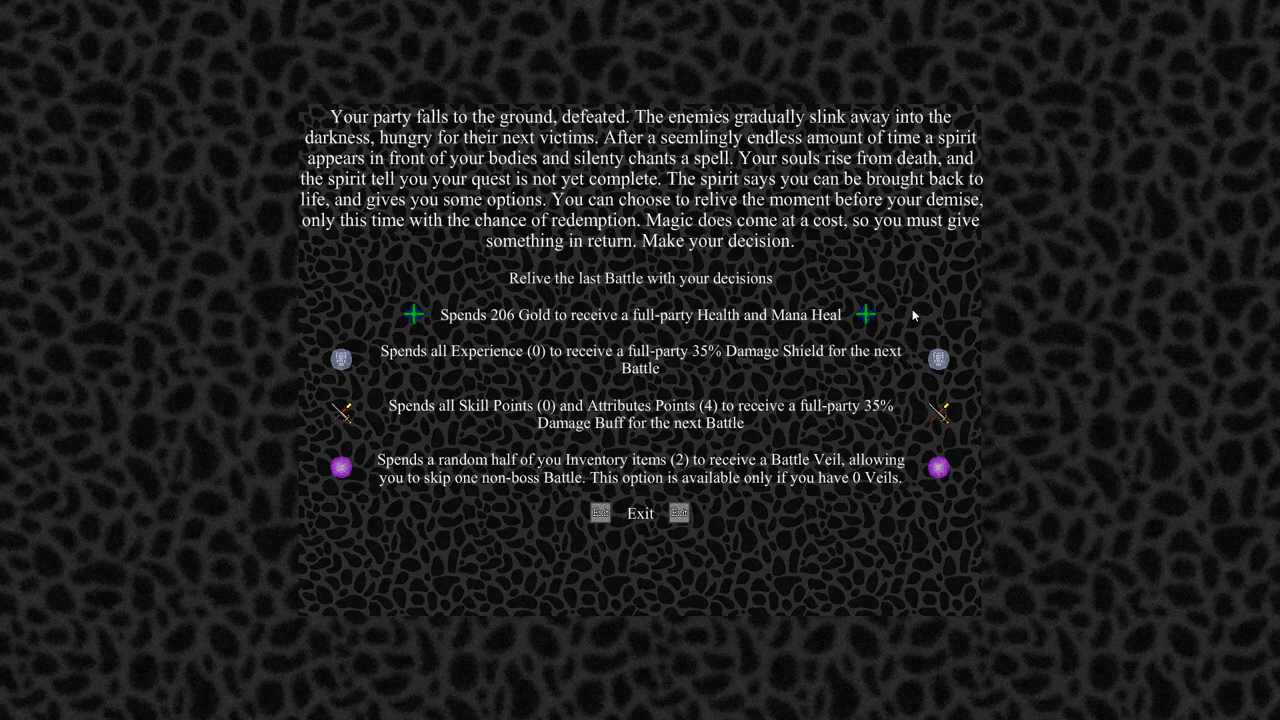 Your party falls to the ground, defeated. The enemies gradually slink away into the
darkness, hungry for their next victims. After a seemlingly endless amount of time a spirit
appears in front of your bodies and silenty chants a spell. Your souls rise from death, and
the spirit tell you your quest is not yet complete. The spirit says you can be brought back to
life, and gives you some options. You can choose to relive the moment before your demise,
only this time with the chance of redemption. Magic does come at a cost, so you must give
something in return. Make your decision.
Relive the last Battle with your decisions
Spends 206 Gold to receive a full-party Health and Mana Heal
Spends all Experience (0) to receive a full-party 35% Damage Shield for the next
Battle
Spends all Skill Points (0) and Attributes Points (4) to receive a full-party 35%
Damage Buff for the next Battle
Spends a random half of you Inventory items (2) to receive a Battle Veil, allowing
you to skip one non-boss Battle. This option is available only if you have 0 Veils.
Exit Exit Exit